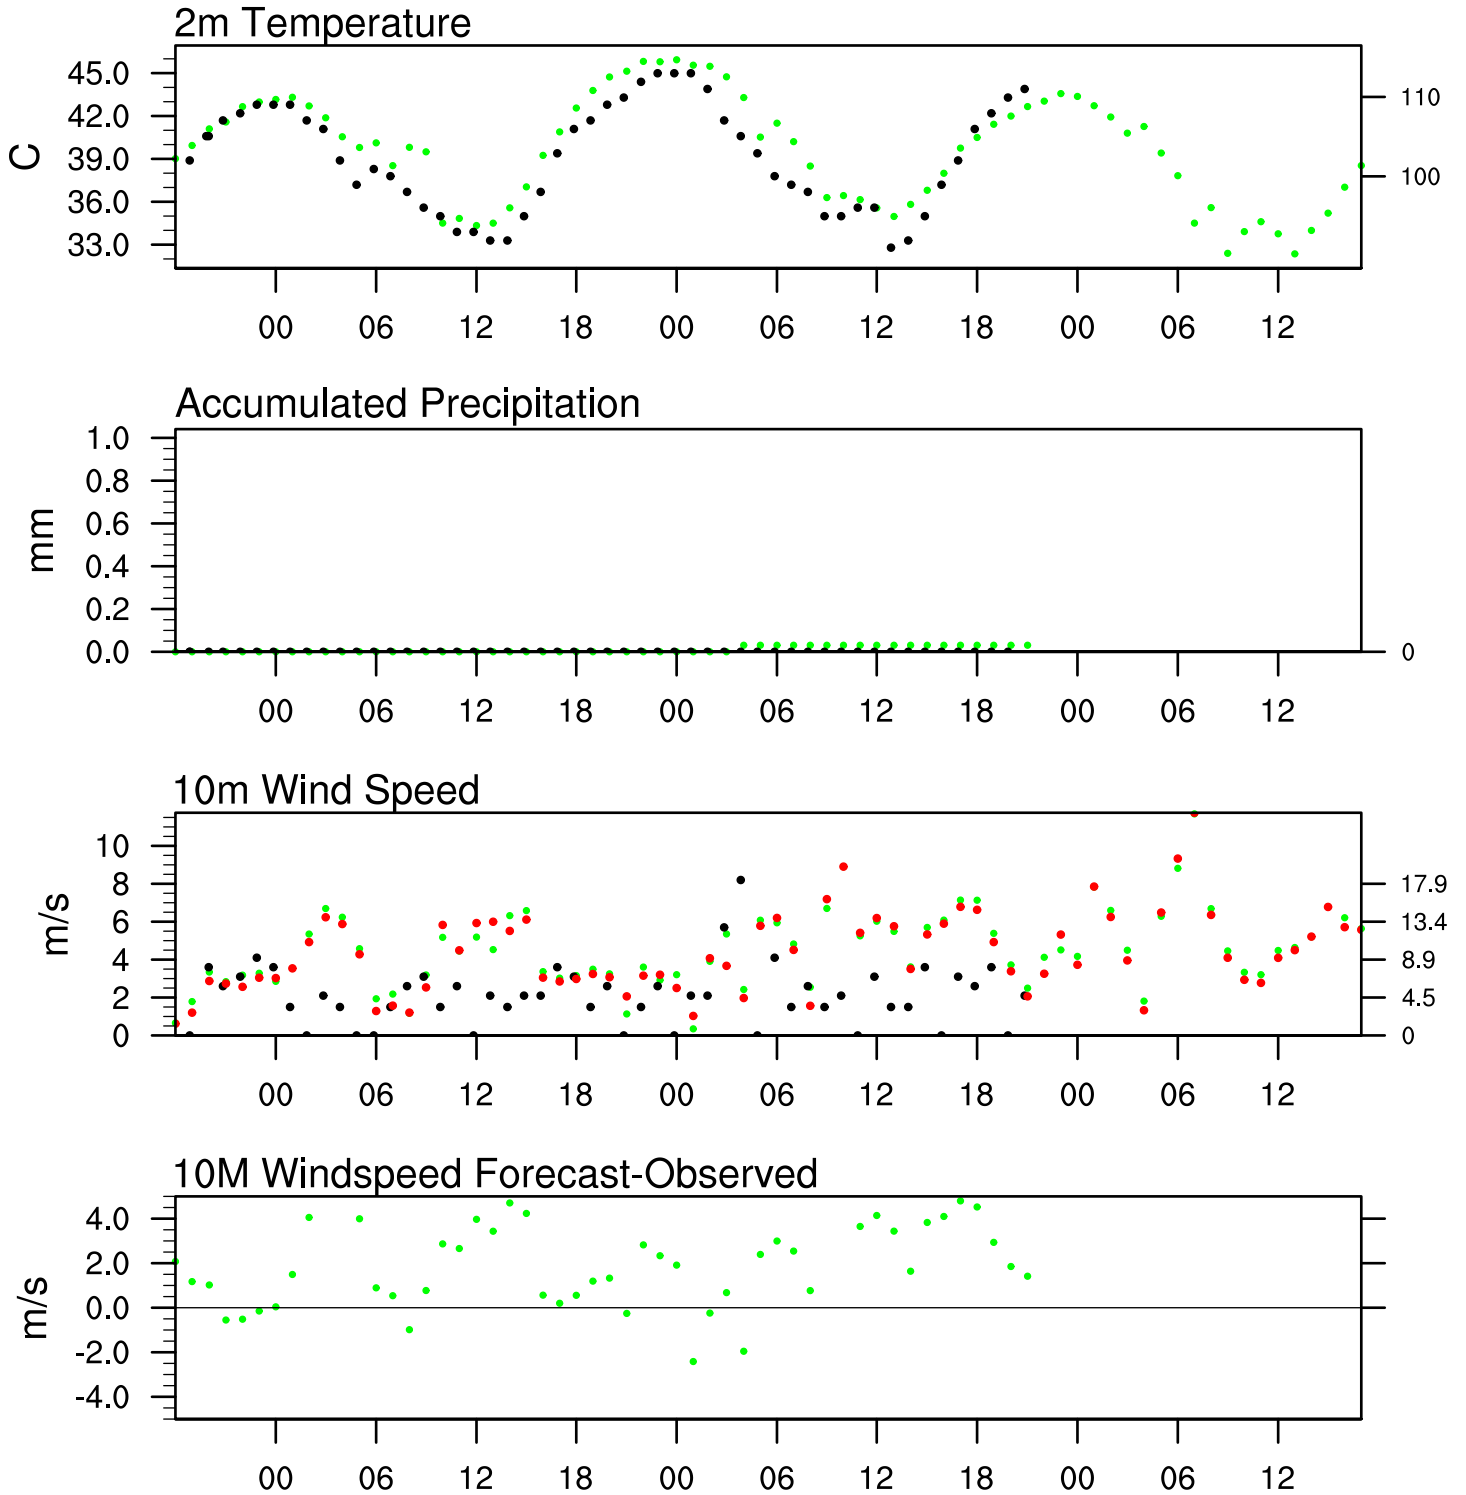 2m Temperature
45.0
42.0
39.0
36.0
33.0
C
110
100
00 06 12 18 00 06 12 18 00 06 12
Accumulated Precipitation
1.0
0.8
0.6
0.4
0.2
0.0
mm
0
00 06 12 18 00 06 12 18 00 06 12
10m Wind Speed
10
8
6
4
2
0
m/s
17.9
13.4
8.9
4.5
0
00 06 12 18 00 06 12 18 00 06 12
10M Windspeed Forecast-Observed
4.0
2.0
0.0
-2.0
-4.0
m/s
00 06 12 18 00 06 12 18 00 06 12